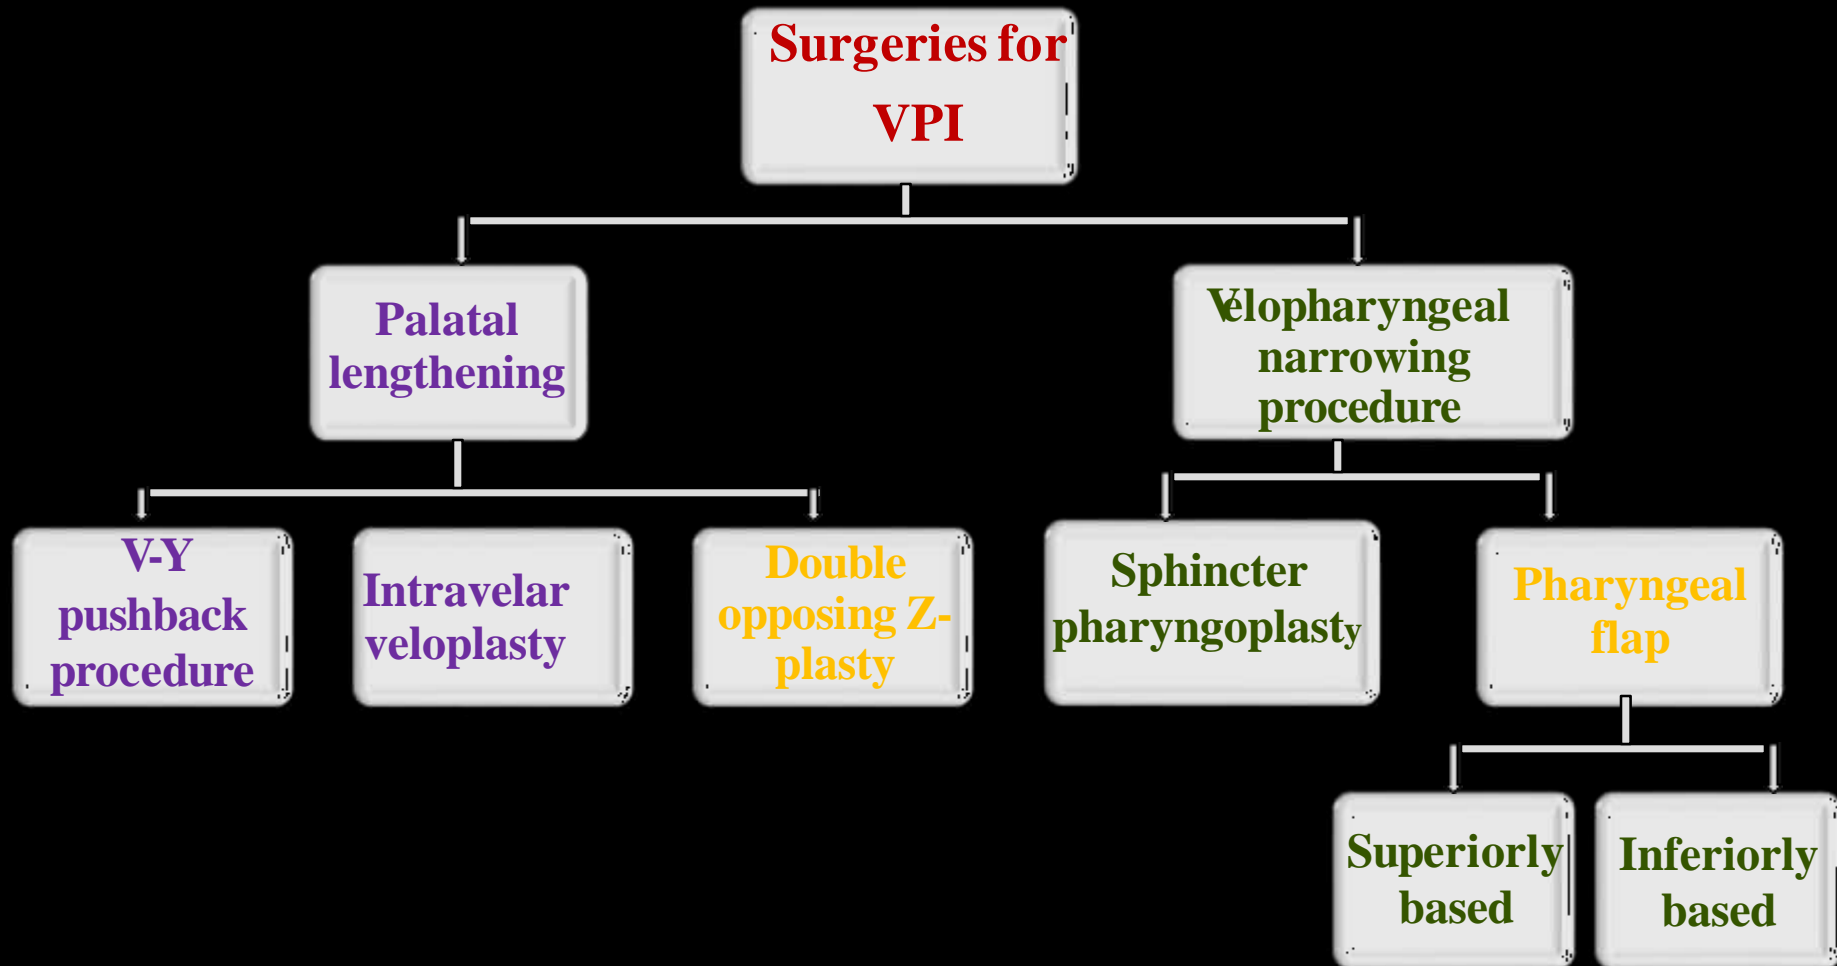 Surgeries for
VPI
Palatal
lengthening
Velopharyngeal
narrowing
procedure
V-Y
pushback
procedure
Intravelar
veloplasty
Double
opposing Z-
plasty
Sphincter
pharyngoplasty
Pharyngeal
flap
Superiorly
based
Inferiorly
based